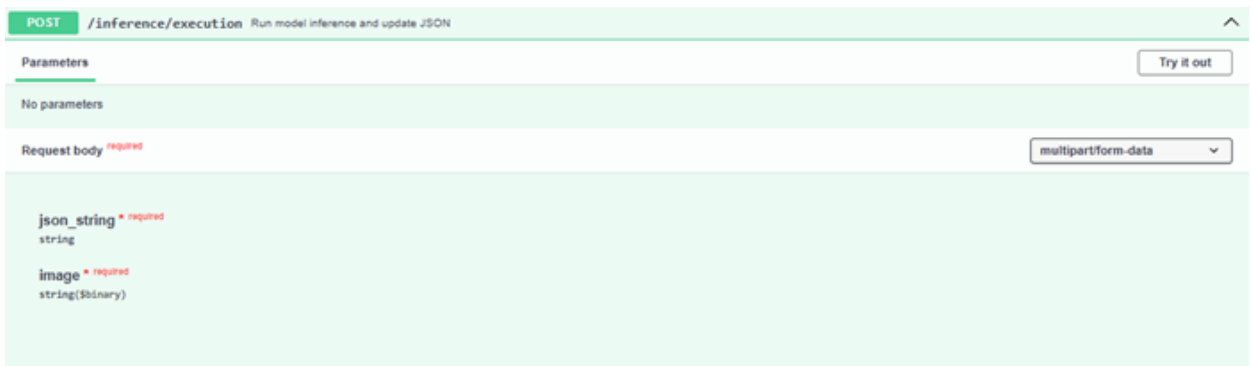 POST /inference/execution Run model inference and update JSON
Parameters
Try it out
No parameters
Request body required
multipart/form-data
json_string * required
string
image * required
string($binary)